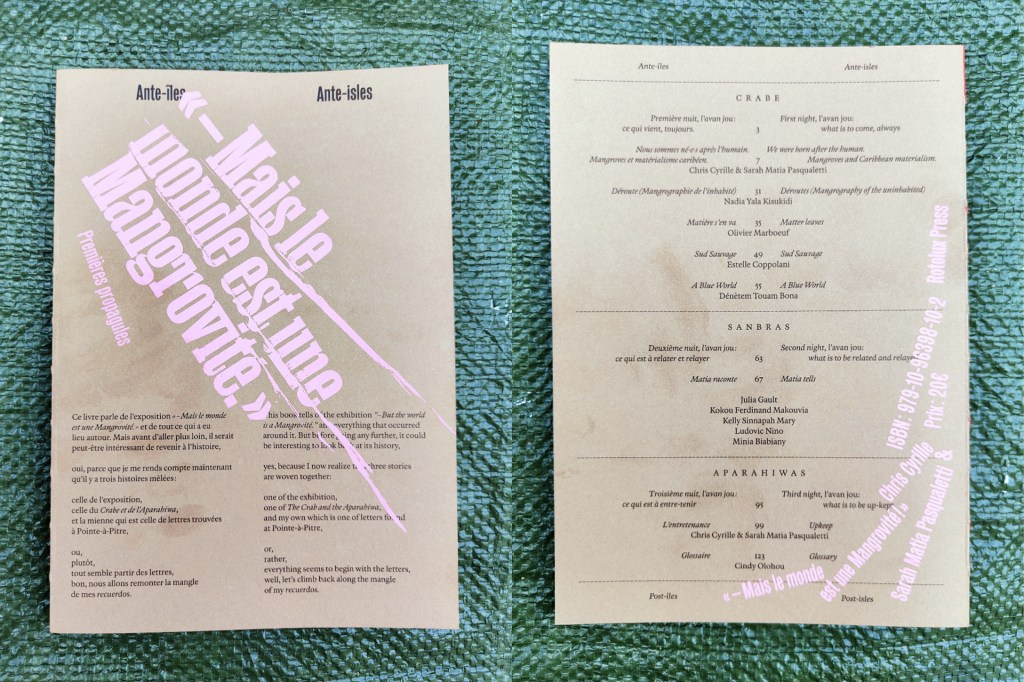 Ante-îles
Ante-isles
« – Mais le
monde est une
Mangrovité. »
Premières propagules
Ce livre parle de l'exposition « – Mais le monde
est une Mangrovité. » et de tout ce qui a eu
lieu autour. Mais avant d'aller plus loin, il serait
peut-être intéressant de revenir à l'histoire,
oui, parce que je me rends compte maintenant
qu'il y a trois histoires mêlées:
celle de l'exposition,
celle du Crabe et de l'Aparahiwa,
et la mienne qui est celle de lettres trouvées
à Pointe-à-Pitre,
ou,
plutôt,
tout semble partir des lettres,
bon, nous allons remonter la mangle
de mes recuerdos.
This book tells of the exhibition "– But the world
is a Mangrovité." and everything that occurred
around it. But before going any further, it could
be interesting to look back at its history,
yes, because I now realize that three stories
are woven together:
one of the exhibition,
one of The Crab and the Aparahiwa,
and my own which is one of letters found
at Pointe-à-Pitre,
or,
rather,
everything seems to begin with the letters,
well, let's climb back along the mangle
of my recuerdos.
Ante-îles
Ante-isles
CRABE
Première nuit, l'avan jou: First night, l'avan jou:
ce qui vient, toujours. 3 what is to come, always
Nous sommes né·e·s après l'humain. We were born after the human.
Mangroves et matérialisme caribéen. 7 Mangroves and Caribbean materialism.
Chris Cyrille & Sarah Matia Pasqualetti
Déroute (Mangrographie de l'inhabité) 31 Déroutes (Mangrography of the uninhabited)
Nadia Yala Kisukidi
Matière s'en va 35 Matter leaves
Olivier Marboeuf
Sud Sauvage 49 Sud Sauvage
Estelle Coppolani
A Blue World 55 A Blue World
Dénètem Touam Bona
SANBRAS
Deuxième nuit, l'avan jou: Second night, l'avan jou:
ce qui est à relater et relayer 63 what is to be related and relayed
Matia raconte 67 Matia tells
Julia Gault
Kokou Ferdinand Makouvia
Kelly Sinnapah Mary
Ludovic Nino
Minia Biabiany
APARAHIWAS
Troisième nuit, l'avan jou: Third night, l'avan jou:
ce qui est à entre-tenir 95 what is to be up-kept
L'entretenance 99 Upkeep
Chris Cyrille & Sarah Matia Pasqualetti
Glossaire 123 Glossary
Cindy Olohou
Post-îles
Post-isles
« – Mais le monde
est une Mangrovité. » Chris Cyrille
Sarah Matia Pasqualetti &
ISBN: 979-10-96398-10-2
Prix: 20€
Rotolux Press